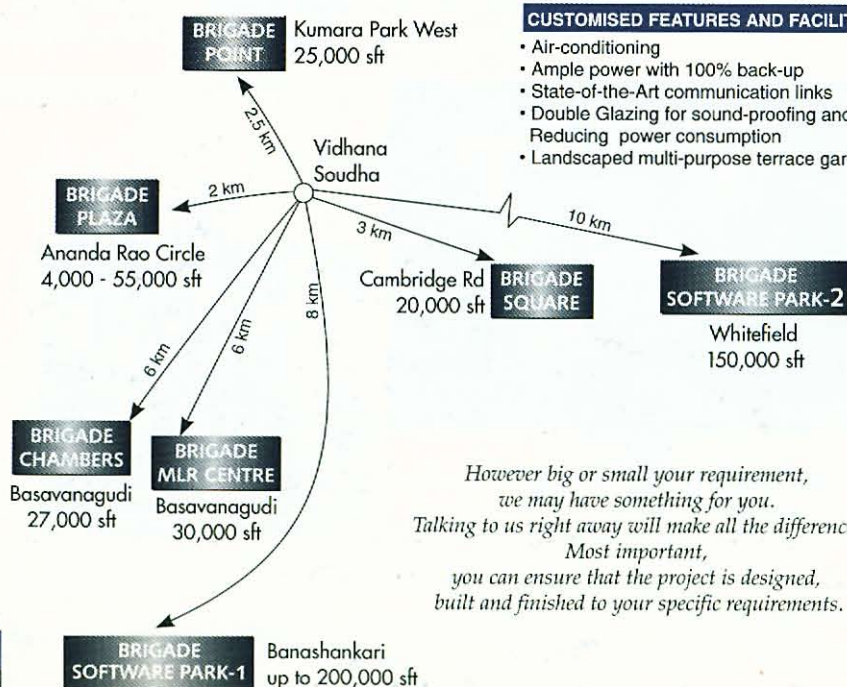 BRIGADE
POINT
Kumara Park West
25,000 sft
CUSTOMISED FEATURES AND
• Air-conditioning
• Ample power with 100% back-up
• State-of-the-Art communication links
• Double Glazing for sound-proofing and
Reducing power consumption
• Landscaped multi-purpose terrace
2.5 km
Vidhana
Soudha
BRIGADE
PLAZA
2 km
Ananda Rao Circle
4,000 - 55,000 sft
3 km
Cambridge Rd
20,000 sft
BRIGADE
SQUARE
10 km
BRIGADE
SOFTWARE PARK-2
Whitefield
150,000 sft
6 km
6 km
8 km
BRIGADE
CHAMBERS
Basavanagudi
27,000 sft
BRIGADE
MLR CENTRE
Basavanagudi
30,000 sft
However big or small your requirement,
we may have something for you.
Talking to us right away will make all the
Most important,
you can ensure that the project is designed,
built and finished to your specific requirements.
BRIGADE
SOFTWARE PARK-1
Banashankari
up to 200,000 sft